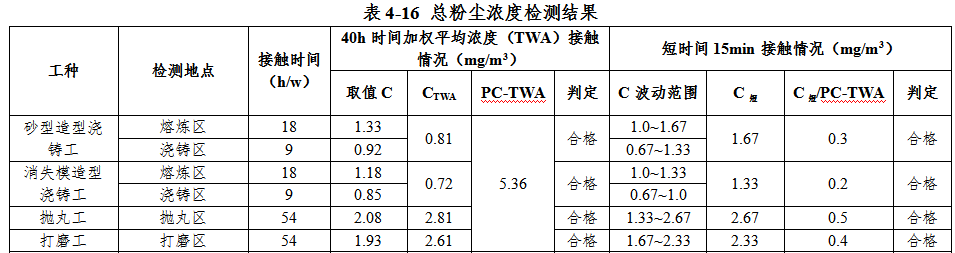 表 4-16 总粉尘浓度检测结果
工种 检测地点 接触时间（h/w） 40h 时间加权平均浓度（TWA）接触情况（mg/m³） 短时间 15min 接触情况（mg/m³）
取值 C CTWA PC-TWA 判定 C 波动范围 C 短 C 短/PC-TWA 判定
砂型造型浇铸工 熔炼区 18 1.33 0.81 5.36 合格 1.0~1.67 1.67 0.3 合格
浇铸区 9 0.92 0.67~1.33
消失模造型浇铸工 熔炼区 18 1.18 0.72 合格 1.0~1.33 1.33 0.2 合格
浇铸区 9 0.85 0.67~1.0
抛丸工 抛丸区 54 2.08 2.81 合格 1.33~2.67 2.67 0.5 合格
打磨工 打磨区 54 1.93 2.61 合格 1.67~2.33 2.33 0.4 合格